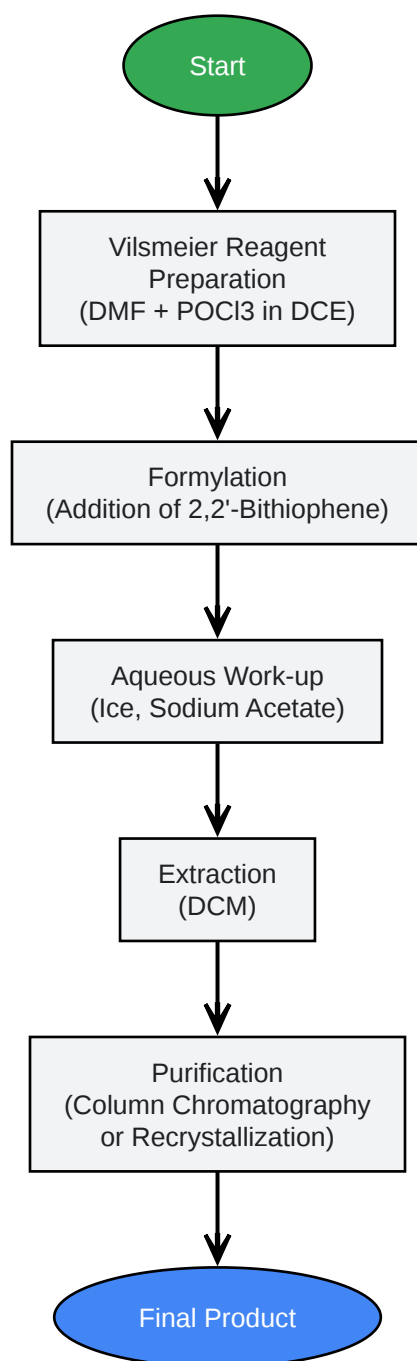 Start
Vilsmeier Reagent
Preparation
(DMF + POCl3 in DCE)
Formylation
(Addition of 2,2'-Bithiophene)
Aqueous Work-up
(Ice, Sodium Acetate)
Extraction
(DCM)
Purification
(Column Chromatography
or Recrystallization)
Final Product